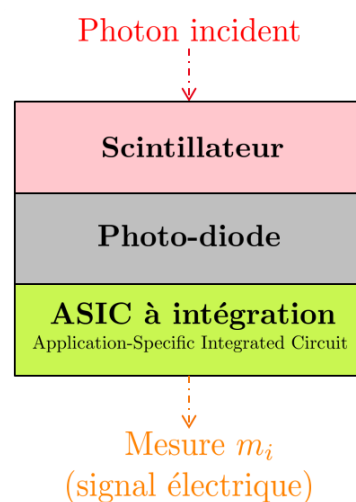 Photon incident
Scintillateur
Photo-diode
ASIC à intégration
Application-Specific Integrated Circuit
Mesure m_i
(signal électrique)